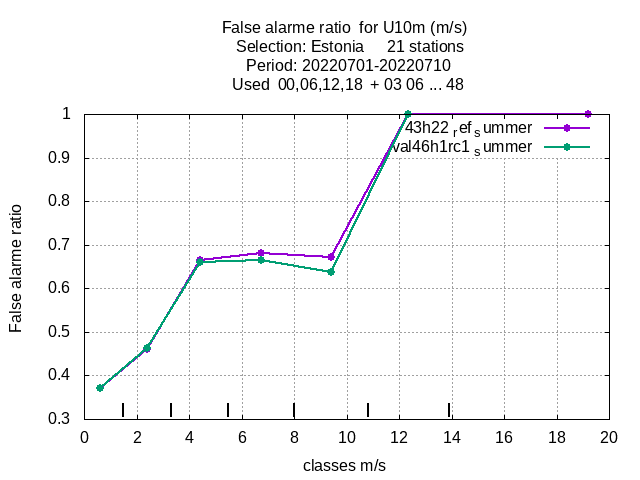 False alarme ratio  for U10m (m/s)
Selection: Estonia     21 stations
Period: 20220701-20220710
Used  00,06,12,18  + 03 06 ... 48
43h22 ref summer
val46h1rc1 summer
1
0.9
0.8
0.7
0.6
0.5
0.4
0.3
False alarme ratio
0 2 4 6 8 10 12 14 16 18 20
classes m/s